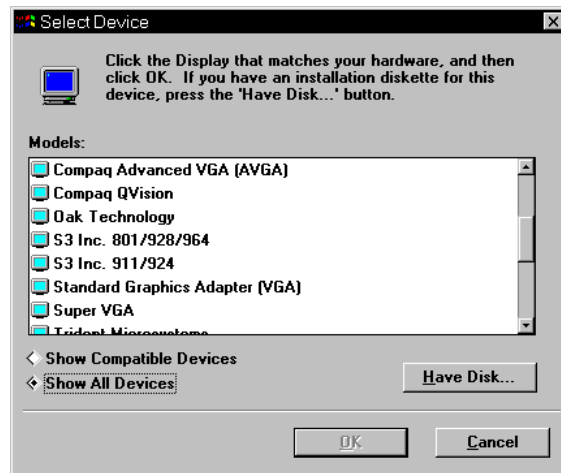 Select Device
Click the Display that matches your hardware, and then
click OK. If you have an installation diskette for this
device, press the 'Have Disk...' button.
Models:
Compaq Advanced VGA (AVGA)
Compaq QVision
Oak Technology
S3 Inc. 801/928/964
S3 Inc. 911/924
Standard Graphics Adapter (VGA)
Super VGA
Trident Microsystems
Show Compatible Devices
Show All Devices
Have Disk...
OK
Cancel